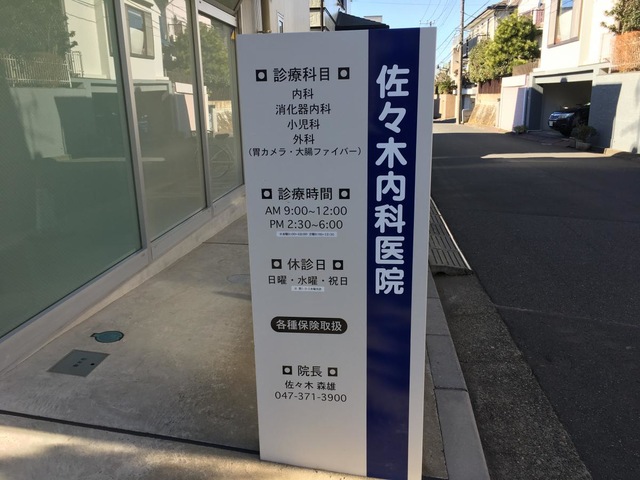 佐々木内科医院
診療科目
内科
消化器内科
小児科
外科
(胃カメラ・大腸ファイバー)
診療時間
AM 9:00~12:00
PM 2:30~6:00
休診日
日曜・水曜・祝日
各種保険取扱
院長
佐々木 森雄
047-371-3900